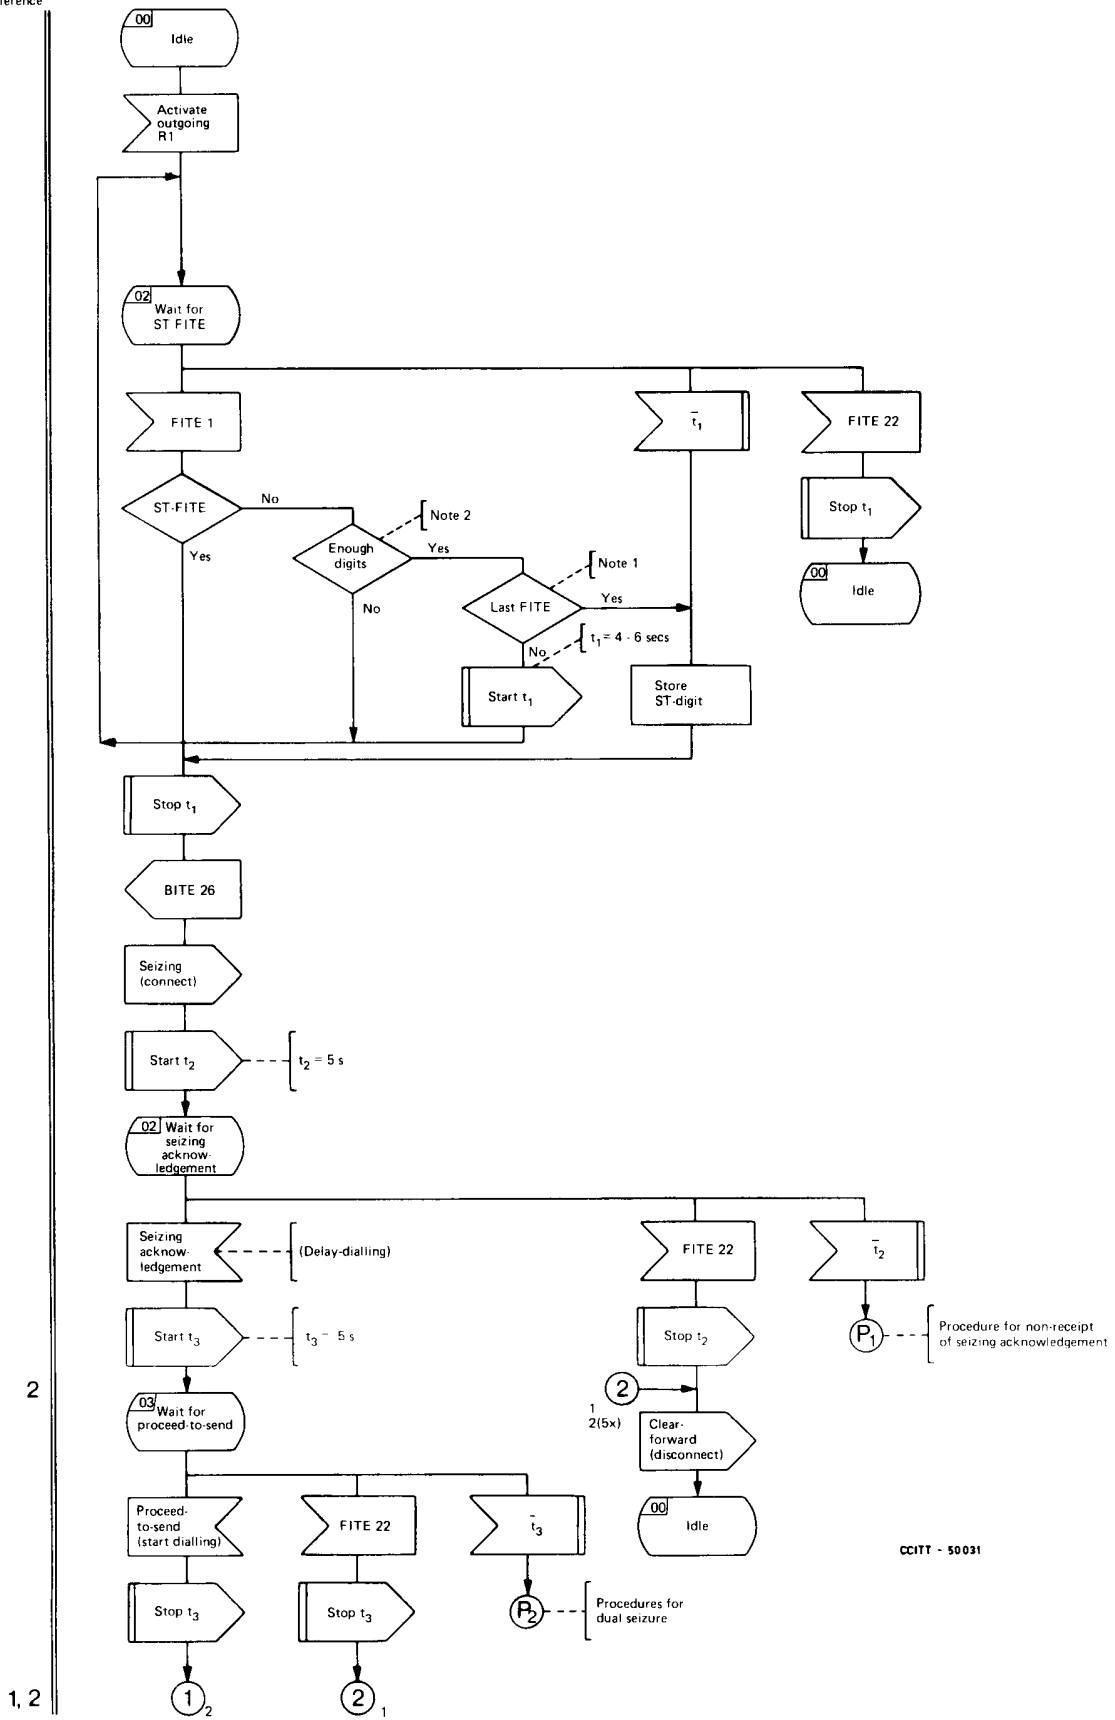 ference
00
Idle
Activate
outgoing
R1
02
Wait for
ST FITE
FITE 1
t̄1
FITE 22
ST-FITE
No
Note 2
Stop t1
Enough
digits
Yes
Yes
Note 1
00
Idle
Last FITE
Yes
No
No
t1 = 4 - 6 secs
Start t1
Store
ST-digit
Stop t1
BITE 26
Seizing
(connect)
Start t2
t2 = 5 s
02
Wait for
seizing
acknow-
ledgement
Seizing
acknow-
ledgement
(Delay-dialling)
FITE 22
t̄2
Start t3
t3 = 5 s
Stop t2
P1
Procedure for non-receipt
of seizing acknowledgement
2
03
Wait for
proceed-to-send
2
1
2(5x)
Clear-
forward
(disconnect)
Proceed-
to-send
(start dialling)
FITE 22
t̄3
00
Idle
CCITT - 50031
Stop t3
Stop t3
P2
Procedures for
dual seizure
1, 2
1
2
2
1